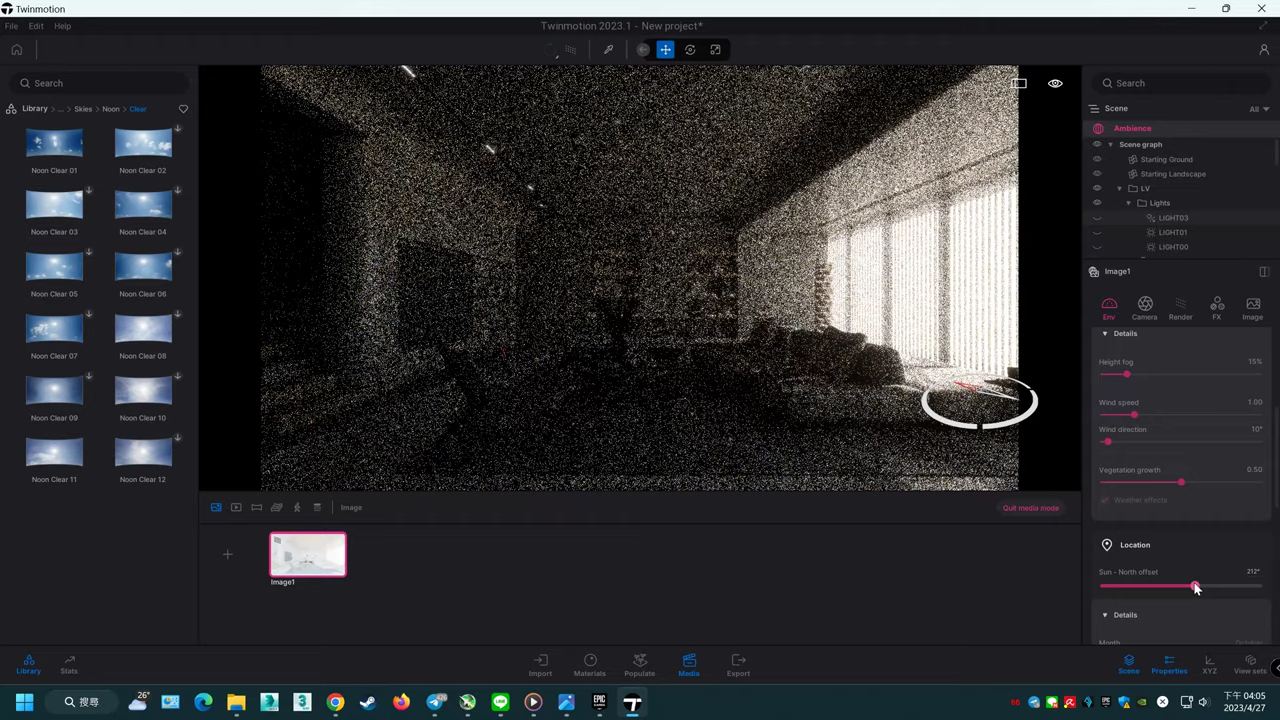 Twinmotion
File Edit Help
Twinmotion 2023.1 - New project*
Search
Library > ... > Skies > Noon > Clear
Noon Clear 01
Noon Clear 02
Noon Clear 03
Noon Clear 04
Noon Clear 05
Noon Clear 06
Noon Clear 07
Noon Clear 08
Noon Clear 09
Noon Clear 10
Noon Clear 11
Noon Clear 12
Image
Quit media mode
Image1
Search
Scene
All
Ambience
Scene graph
Starting Ground
Starting Landscape
LV
Lights
LIGHT03
LIGHT01
LIGHT00
Image1
Env Camera Render FX Image
Details
Height fog 15%
Wind speed 1.00
Wind direction 10°
Vegetation growth 0.50
Weather effects
Location
Sun - North offset 212°
Details
Month October
Library Stats Import Materials Populate Media Export Scene Properties XYZ View sets
搜尋
26°
EPIC
66
下午 04:05
2023/4/27